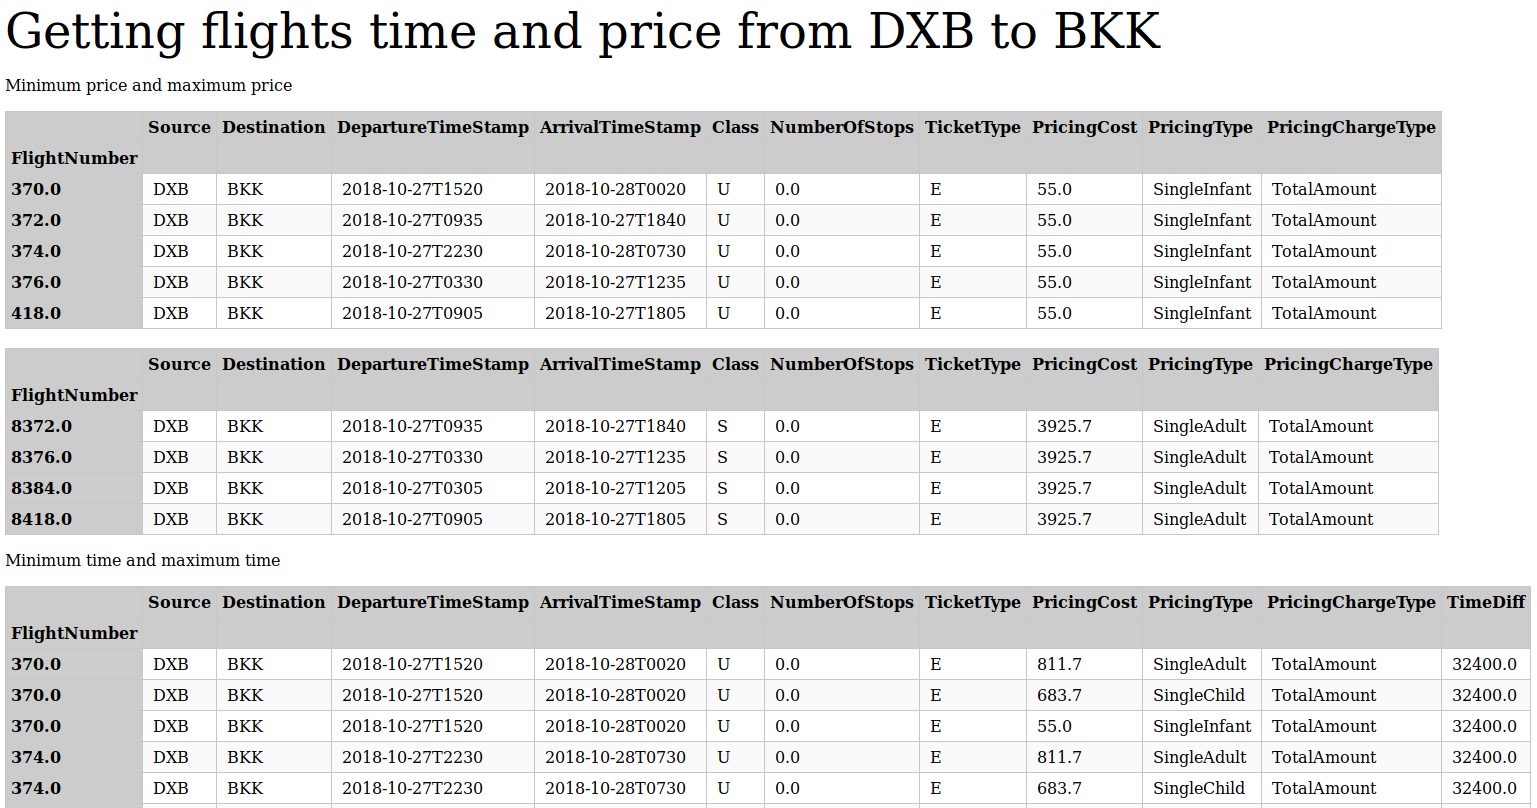 Getting flights time and price from DXB to BKK
Minimum price and maximum price
Source Destination DepartureTimeStamp ArrivalTimeStamp Class NumberOfStops TicketType PricingCost PricingType PricingChargeType
FlightNumber
370.0 DXB BKK 2018-10-27T1520 2018-10-28T0020 U 0.0 E 55.0 SingleInfant TotalAmount
372.0 DXB BKK 2018-10-27T0935 2018-10-27T1840 U 0.0 E 55.0 SingleInfant TotalAmount
374.0 DXB BKK 2018-10-27T2230 2018-10-28T0730 U 0.0 E 55.0 SingleInfant TotalAmount
376.0 DXB BKK 2018-10-27T0330 2018-10-27T1235 U 0.0 E 55.0 SingleInfant TotalAmount
418.0 DXB BKK 2018-10-27T0905 2018-10-27T1805 U 0.0 E 55.0 SingleInfant TotalAmount
Source Destination DepartureTimeStamp ArrivalTimeStamp Class NumberOfStops TicketType PricingCost PricingType PricingChargeType
FlightNumber
8372.0 DXB BKK 2018-10-27T0935 2018-10-27T1840 S 0.0 E 3925.7 SingleAdult TotalAmount
8376.0 DXB BKK 2018-10-27T0330 2018-10-27T1235 S 0.0 E 3925.7 SingleAdult TotalAmount
8384.0 DXB BKK 2018-10-27T0305 2018-10-27T1205 S 0.0 E 3925.7 SingleAdult TotalAmount
8418.0 DXB BKK 2018-10-27T0905 2018-10-27T1805 S 0.0 E 3925.7 SingleAdult TotalAmount
Minimum time and maximum time
Source Destination DepartureTimeStamp ArrivalTimeStamp Class NumberOfStops TicketType PricingCost PricingType PricingChargeType TimeDiff
FlightNumber
370.0 DXB BKK 2018-10-27T1520 2018-10-28T0020 U 0.0 E 811.7 SingleAdult TotalAmount 32400.0
370.0 DXB BKK 2018-10-27T1520 2018-10-28T0020 U 0.0 E 683.7 SingleChild TotalAmount 32400.0
370.0 DXB BKK 2018-10-27T1520 2018-10-28T0020 U 0.0 E 55.0 SingleInfant TotalAmount 32400.0
374.0 DXB BKK 2018-10-27T2230 2018-10-28T0730 U 0.0 E 811.7 SingleAdult TotalAmount 32400.0
374.0 DXB BKK 2018-10-27T2230 2018-10-28T0730 U 0.0 E 683.7 SingleChild TotalAmount 32400.0